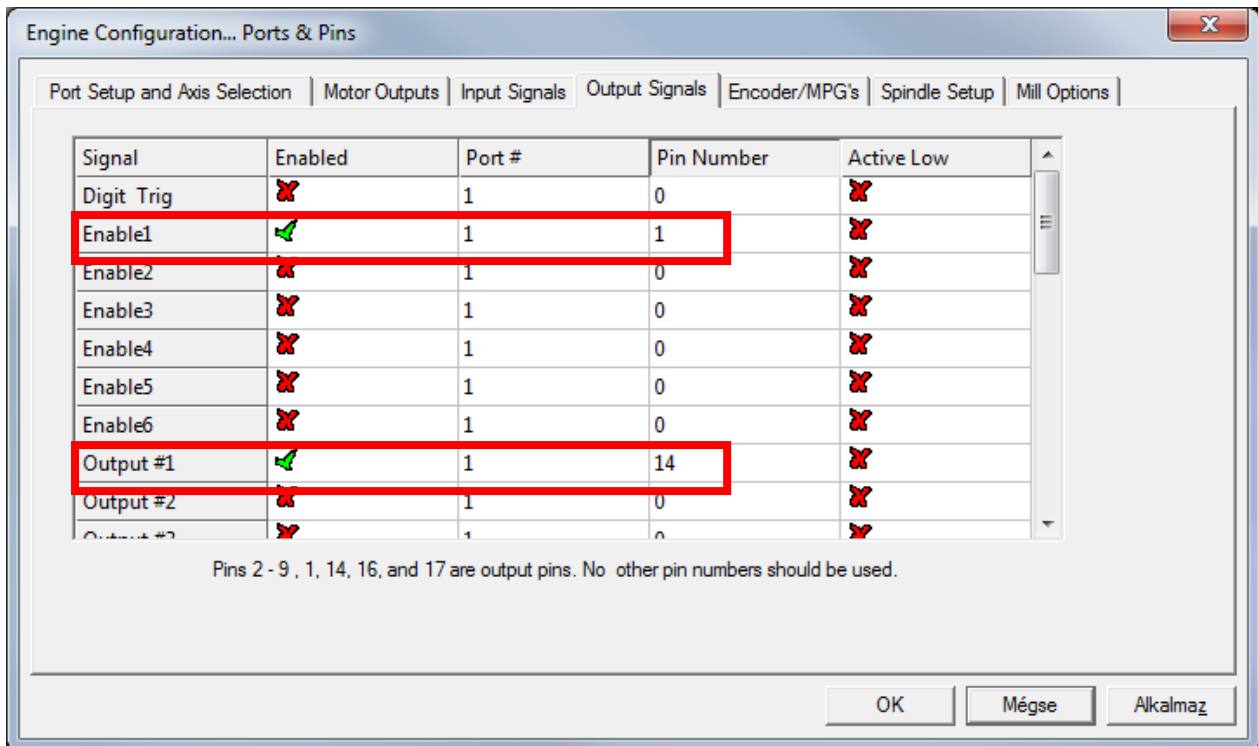 Engine Configuration... Ports & Pins
Port Setup and Axis Selection Motor Outputs Input Signals Output Signals Encoder/MPG's Spindle Setup Mill Options
Signal Enabled Port # Pin Number Active Low
Digit Trig 1 0
Enable1 1 1
Enable2 1 0
Enable3 1 0
Enable4 1 0
Enable5 1 0
Enable6 1 0
Output #1 1 14
Output #2 1 0
Pins 2 - 9 , 1, 14, 16, and 17 are output pins. No other pin numbers should be used.
OK Mégse Alkalmaz